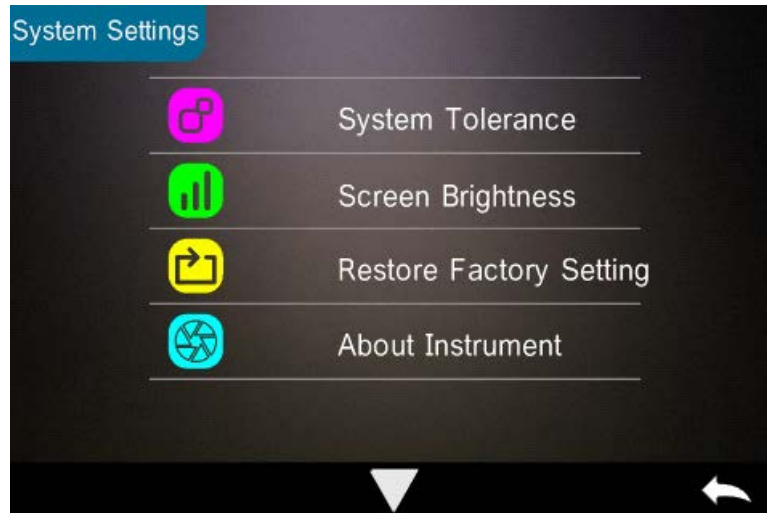 System Settings
System Tolerance
Screen Brightness
Restore Factory Setting
About Instrument